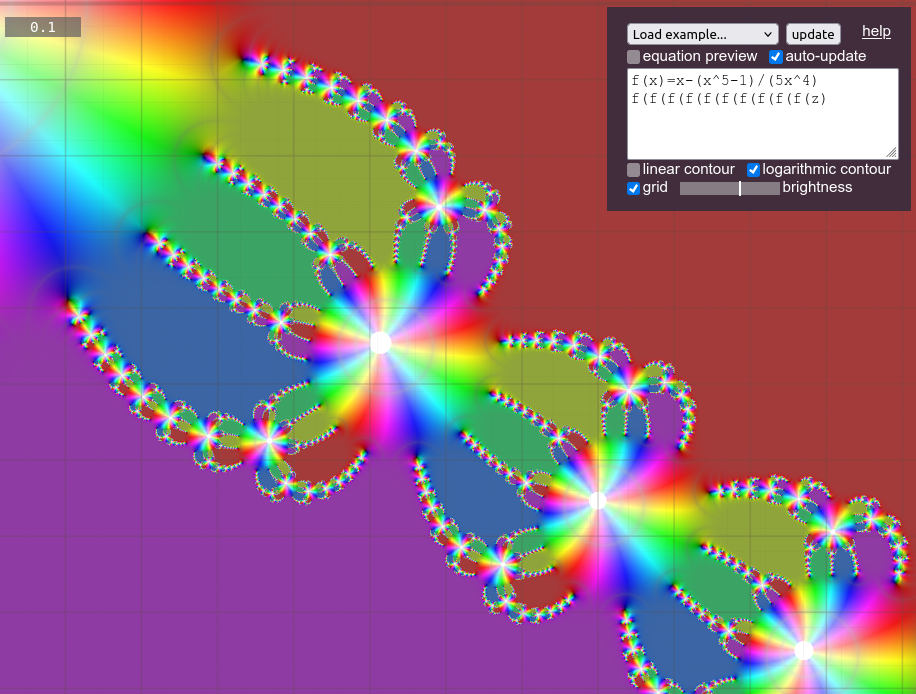 0.1
Load example...
update
help
equation preview
auto-update
f(x)=x-(x^5-1)/(5x^4)
f(f(f(f(f(f(f(f(f(f(z)
linear contour
logarithmic contour
grid
brightness